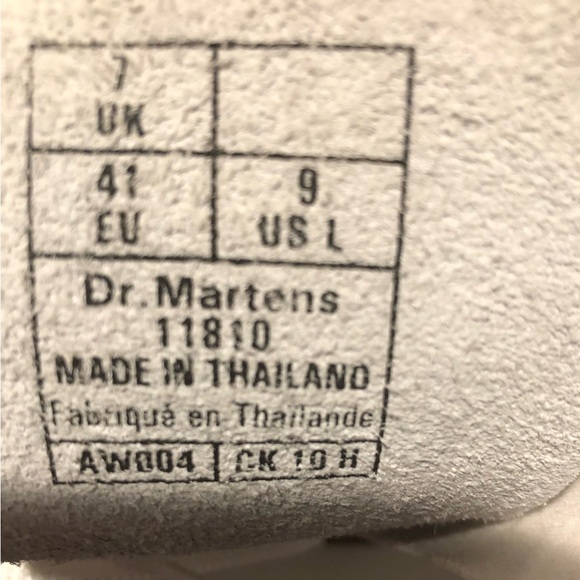 7
UK
41 9
EU US L
Dr. Martens
11810
MADE IN THAILAND
Fabriqué en Thaïlande
AW004 CK 10 H